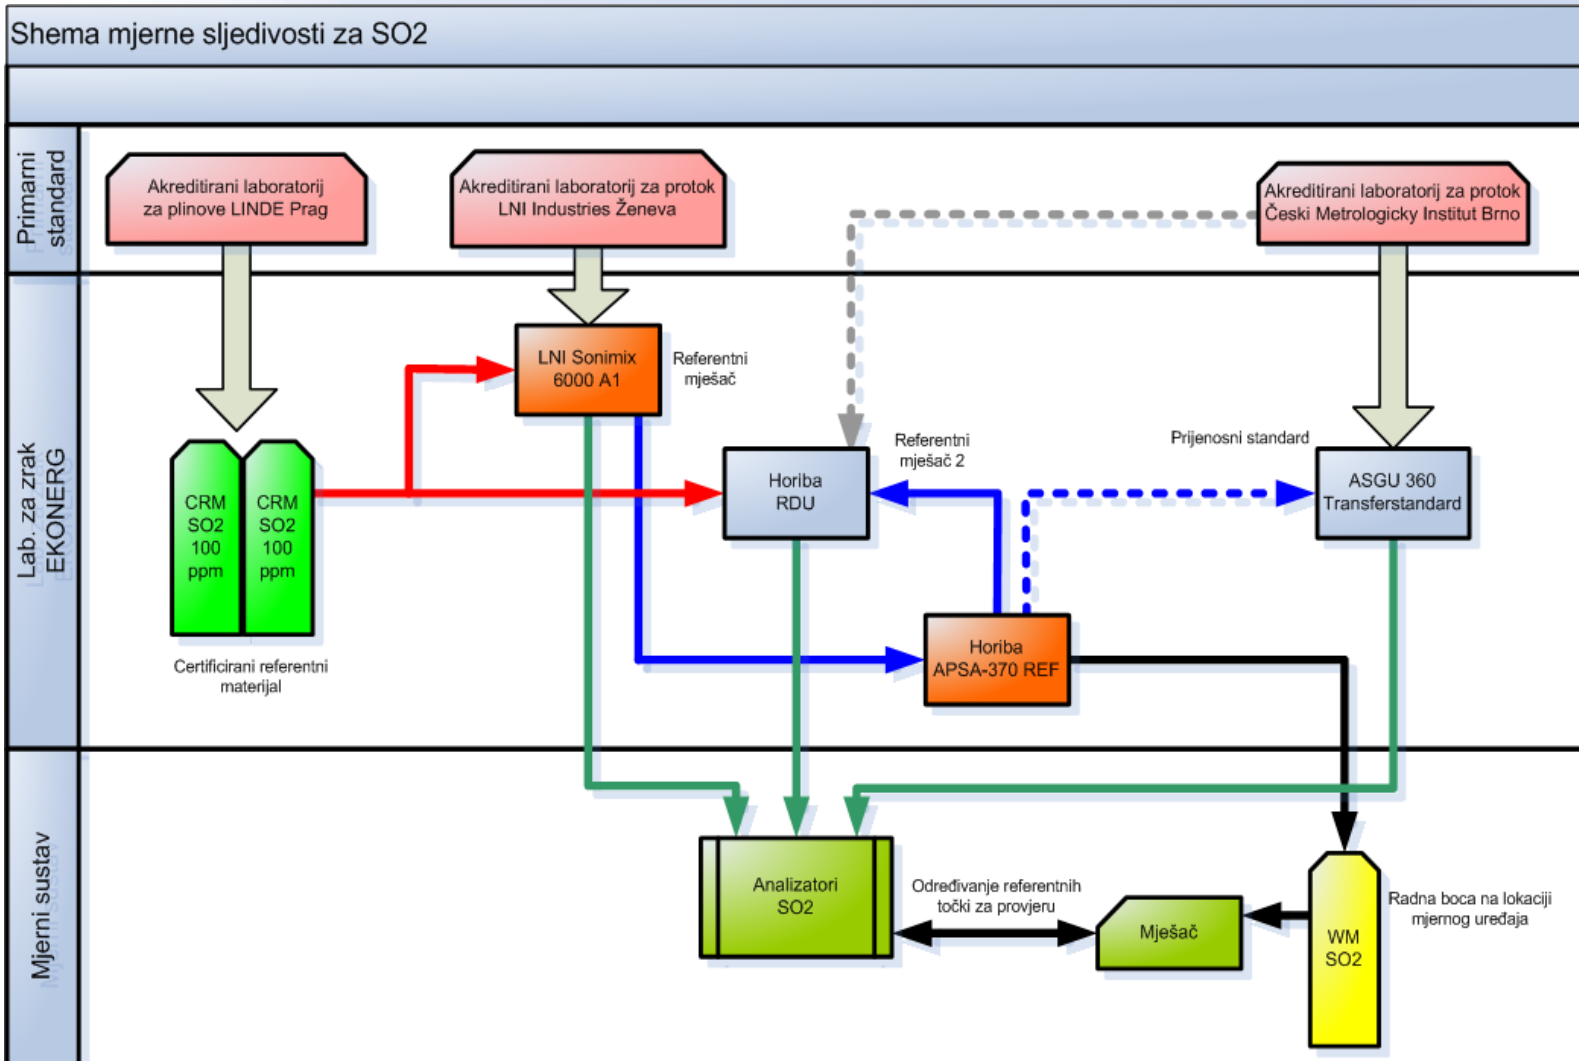 Shema mjerne sljedivosti za SO2
Primarni
standard
Akreditirani laboratorij
za plinove LINDE Prag
Akreditirani laboratorij za protok
LNI Industries Ženeva
Akreditirani laboratorij za protok
Češki Metrologicky Institut Brno
Lab. za zrak
EKONERG
LNI Sonimix
6000 A1
Referentni
mješač
CRM
SO2
100
ppm
CRM
SO2
100
ppm
Certificirani referentni
materijal
Horiba
RDU
Referentni
mješač 2
Prijenosni standard
ASGU 360
Transferstandard
Horiba
APSA-370 REF
Mjerni sustav
Analizatori
SO2
Određivanje referentnih
točki za provjeru
Mješač
WM
SO2
Radna boca na lokaciji
mjernog uređaja